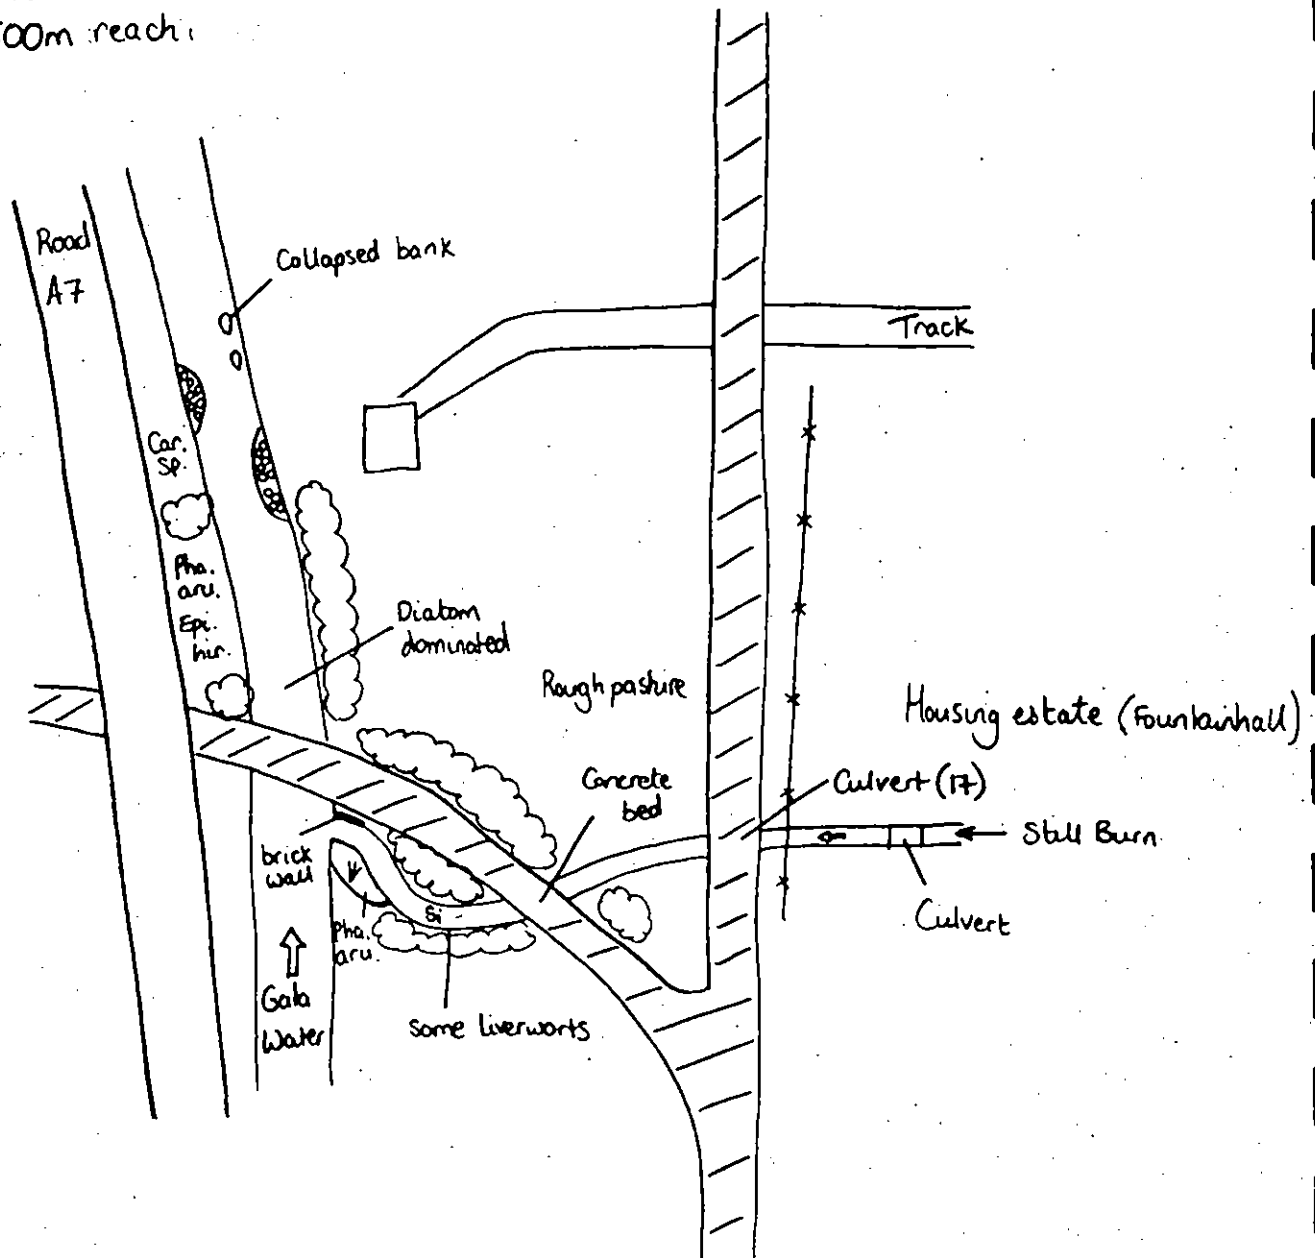 00m reach:
Road
A7
Collapsed bank
Track
Car.
Sp.
Pha.
aru.
Epi.
hir.
Diatom
dominated
Rough pasture
Housing estate (Fountainhall)
Concrete
bed
Culvert (17)
Still Burn
Culvert
brick
wall
Si
Pha.
aru.
Gala
Water
Some liverworts